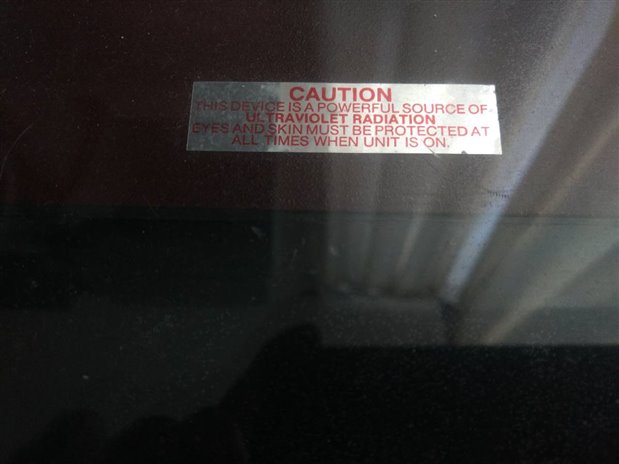 CAUTION
THIS DEVICE IS A POWERFUL SOURCE OF
ULTRAVIOLET RADIATION
EYES AND SKIN MUST BE PROTECTED AT
ALL TIMES WHEN UNIT IS ON.